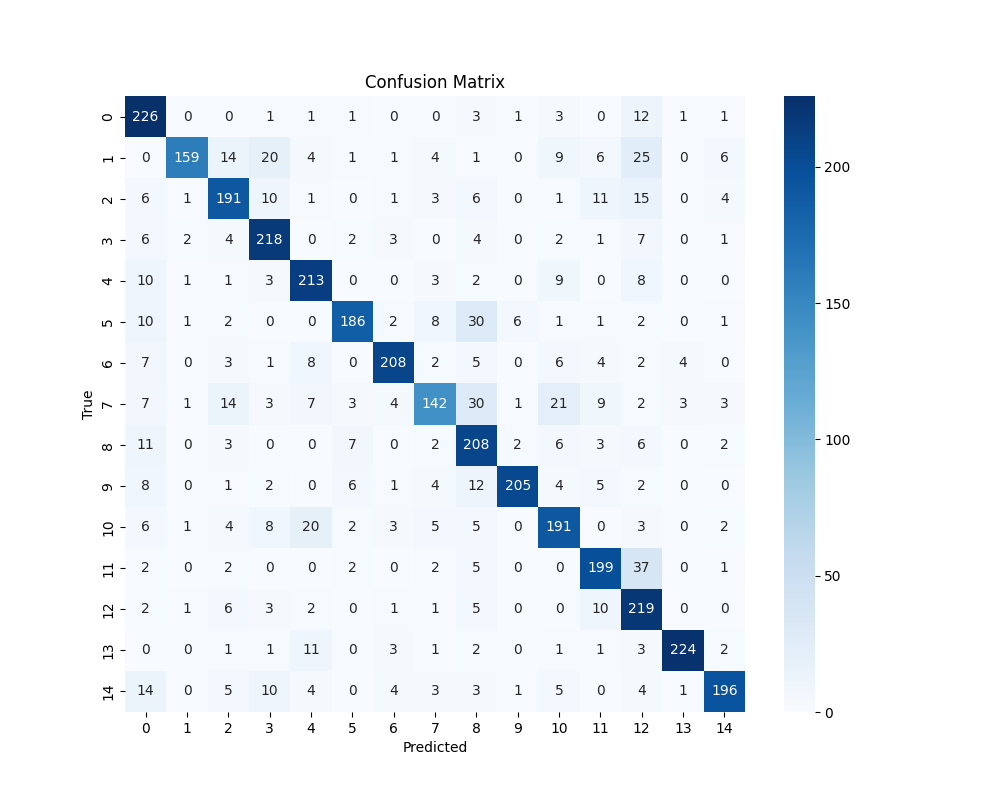 Confusion Matrix
0 226 0 0 1 1 1 0 0 3 1 3 0 12 1 1
1 0 159 14 20 4 1 1 4 1 0 9 6 25 0 6
2 6 1 191 10 1 0 1 3 6 0 1 11 15 0 4
3 6 2 4 218 0 2 3 0 4 0 2 1 7 0 1
4 10 1 1 3 213 0 0 3 2 0 9 0 8 0 0
5 10 1 2 0 0 186 2 8 30 6 1 1 2 0 1
6 7 0 3 1 8 0 208 2 5 0 6 4 2 4 0
7 7 1 14 3 7 3 4 142 30 1 21 9 2 3 3
8 11 0 3 0 0 7 0 2 208 2 6 3 6 0 2
9 8 0 1 2 0 6 1 4 12 205 4 5 2 0 0
10 6 1 4 8 20 2 3 5 5 0 191 0 3 0 2
11 2 0 2 0 0 2 0 2 5 0 0 199 37 0 1
12 2 1 6 3 2 0 1 1 5 0 0 10 219 0 0
13 0 0 1 1 11 0 3 1 2 0 1 1 3 224 2
14 14 0 5 10 4 0 4 3 3 1 5 0 4 1 196
0 1 2 3 4 5 6 7 8 9 10 11 12 13 14
Predicted
True
200
150
100
50
0